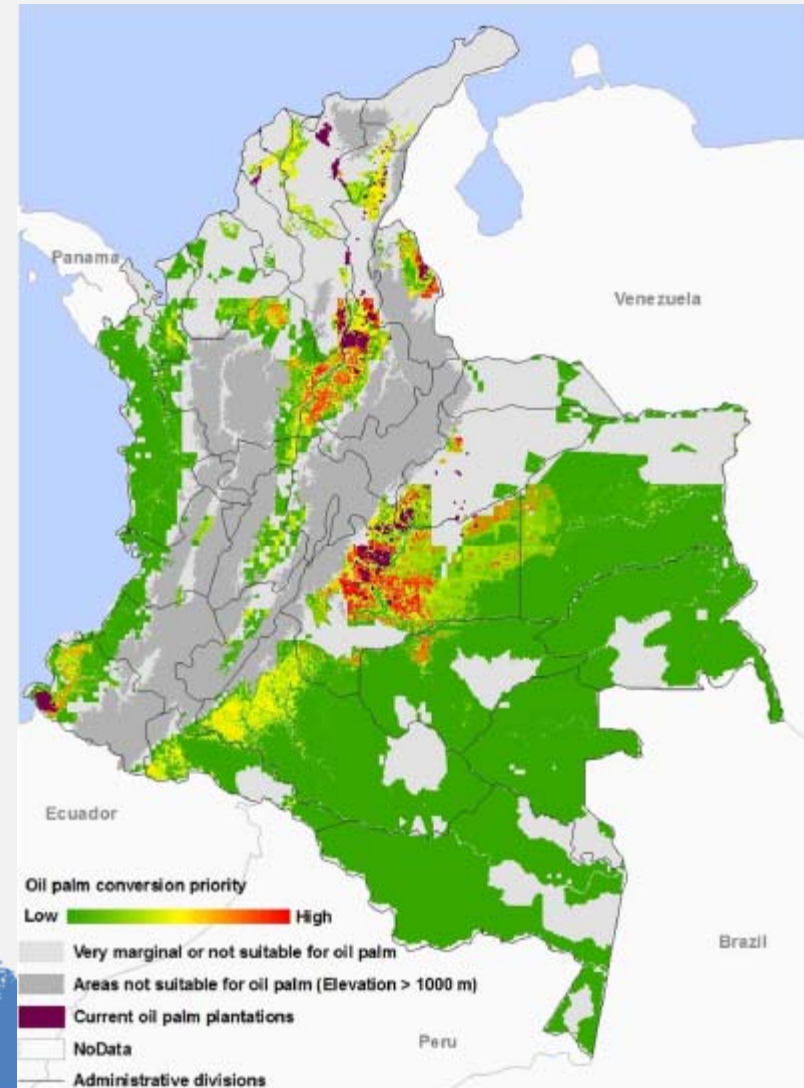 Panama
Venezuela
Ecuador
Oil palm conversion priority
Low High
Very marginal or not suitable for oil palm
Areas not suitable for oil palm (Elevation > 1000 m)
Current oil palm plantations
Brazil
NoData
Peru
Administrative divisions